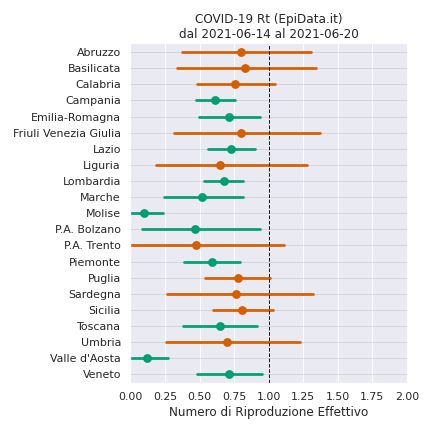 COVID-19 Rt (EpiData.it)
dal 2021-06-14 al 2021-06-20
Abruzzo
Basilicata
Calabria
Campania
Emilia-Romagna
Friuli Venezia Giulia
Lazio
Liguria
Lombardia
Marche
Molise
P.A. Bolzano
P.A. Trento
Piemonte
Puglia
Sardegna
Sicilia
Toscana
Umbria
Valle d'Aosta
Veneto
0.00 0.25 0.50 0.75 1.00 1.25 1.50 1.75 2.00
Numero di Riproduzione Effettivo